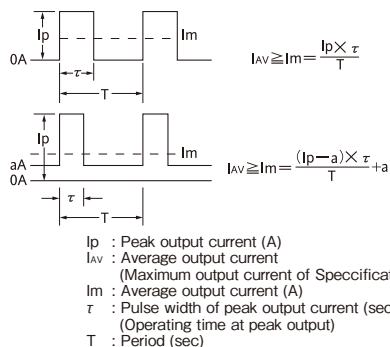 Ip
Im
0A
τ
T
IAV≧Im=Ip×τ/T
Ip
Im
aA
0A
τ
T
IAV≧Im=(Ip−a)×τ/T+a
Ip : Peak output current (A)
IAV : Average output current
(Maximum output current of Speccificat
Im : Average output current (A)
τ : Pulse width of peak output current (sec
(Operating time at peak output)
T : Period (sec)